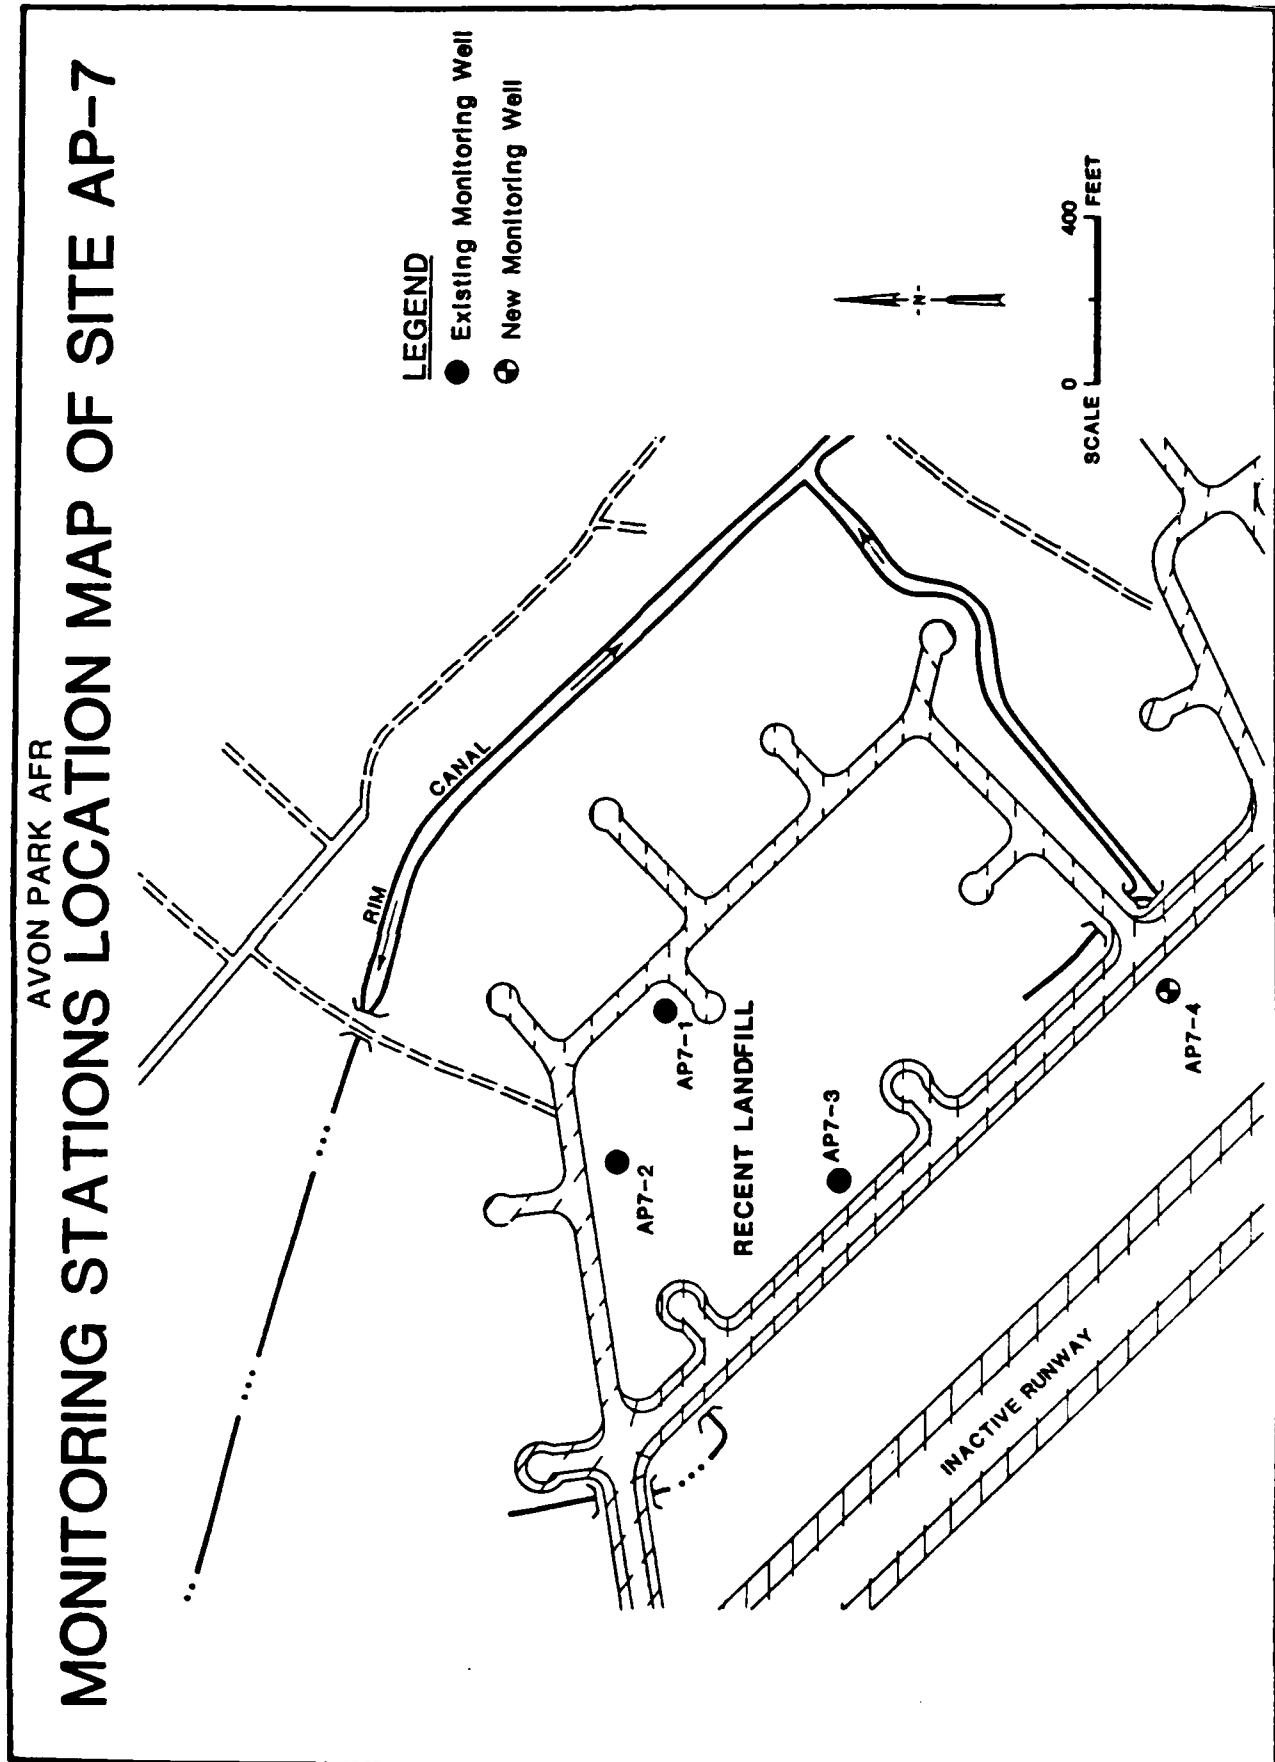 AVON PARK AFR
MONITORING STATIONS LOCATION MAP OF SITE AP-7
LEGEND
Existing Monitoring Well
New Monitoring Well
RIM
CANAL
AP7-1
AP7-2
RECENT LANDFILL
AP7-3
AP7-4
INACTIVE RUNWAY
-N-
0
400
SCALE
FEET